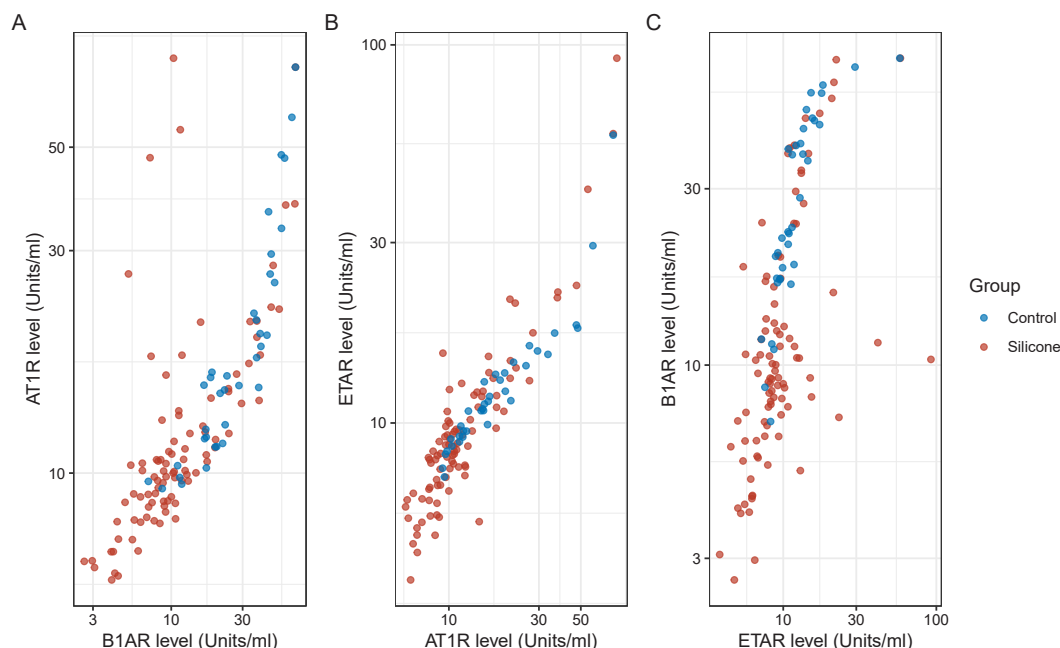 A
B
C
AT1R level (Units/ml)
50
30
10
3
10
30
B1AR level (Units/ml)
ETAR level (Units/ml)
100
30
10
10
30
50
AT1R level (Units/ml)
B1AR level (Units/ml)
30
10
3
10
30
100
ETAR level (Units/ml)
Group
Control
Silicone